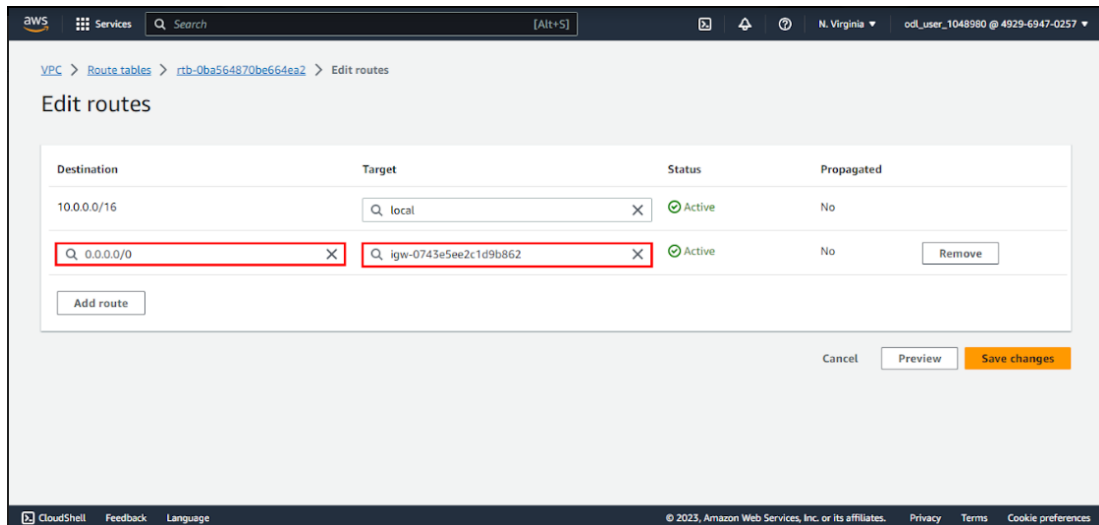 aws Services Search [Alt+S] N. Virginia odl_user_1048980 @ 4929-6947-0257
VPC > Route tables > rtb-0ba564870be664ea2 > Edit routes
Edit routes
Destination Target Status Propagated
10.0.0.0/16 local Active No
0.0.0.0/0 igw-0743e5ee2c1d9b862 Active No Remove
Add route
Cancel Preview Save changes
CloudShell Feedback Language © 2023, Amazon Web Services, Inc. or its affiliates. Privacy Terms Cookie preferences